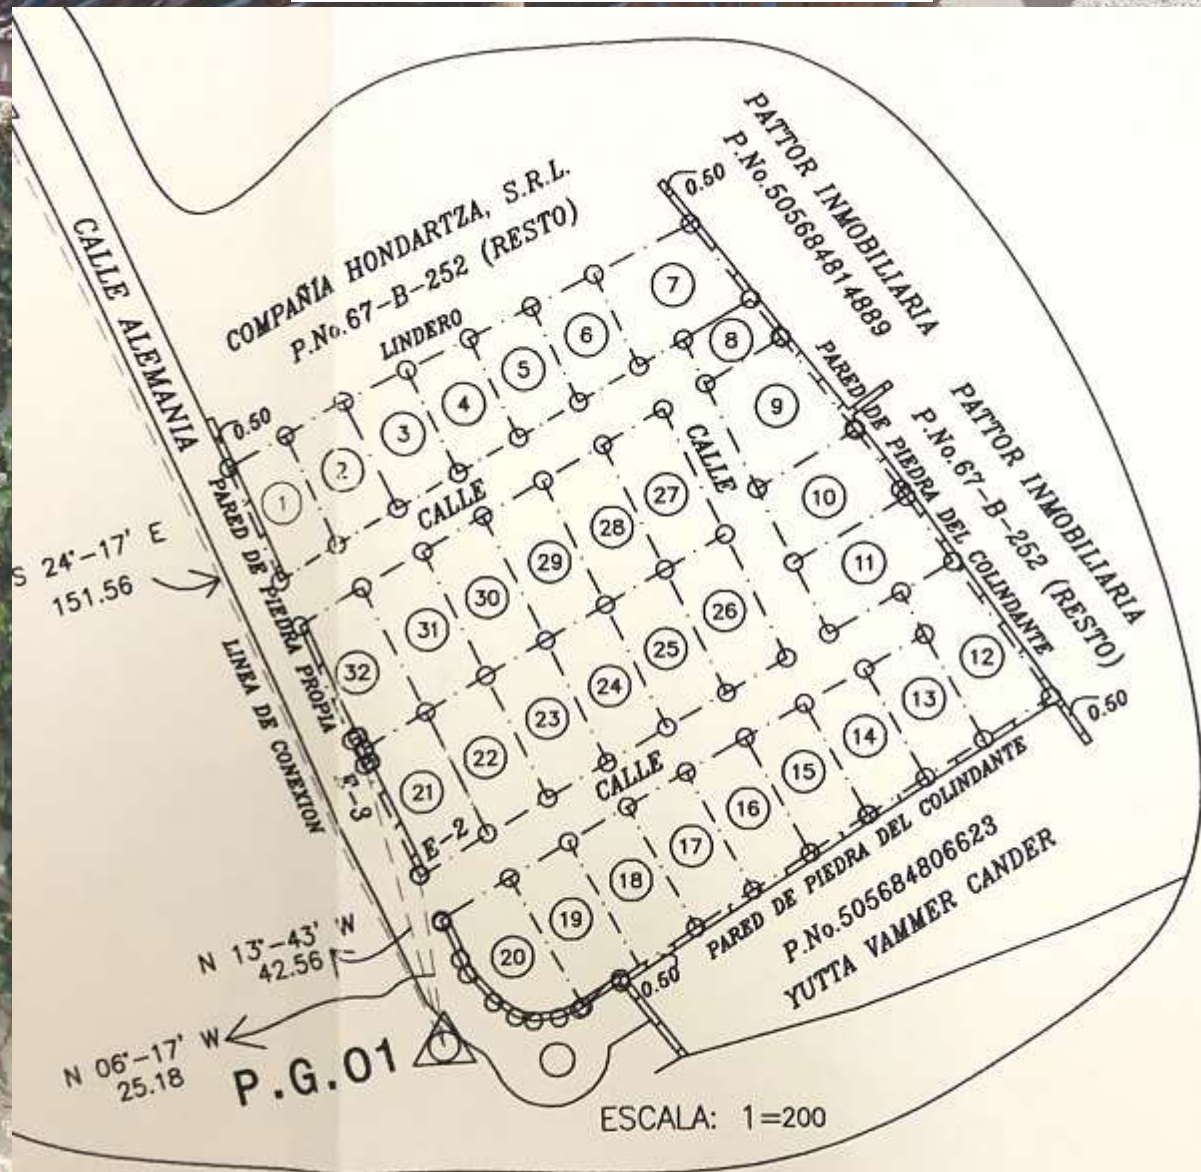 PATTOR INMOBILIARIA
P.No.505684814889
0.50
COMPAÑIA HONDARTZA, S.R.L.
P.No.67-B-252 (RESTO)
LINDERO
CALLE ALEMANIA
0.50
PARED DE PIEDRA PROPIA
S 24°-17' E
151.56
LINEA DE CONEXION
1
2
3
4
5
6
7
8
9
10
11
12
13
14
15
16
17
18
19
20
21
22
23
24
25
26
27
28
29
30
31
32
CALLE
CALLE
CALLE
PARED DE PIEDRA DEL COLINDANTE
PATTOR INMOBILIARIA
P.No.67-B-252 (RESTO)
0.50
E-2
PARED DE PIEDRA DEL COLINDANTE
0.50
P.No.505684806623
YUTTA VAMMER CANDER
N 13°-43' W
42.56
N 06°-17' W
25.18
P.G.01
ESCALA: 1=200